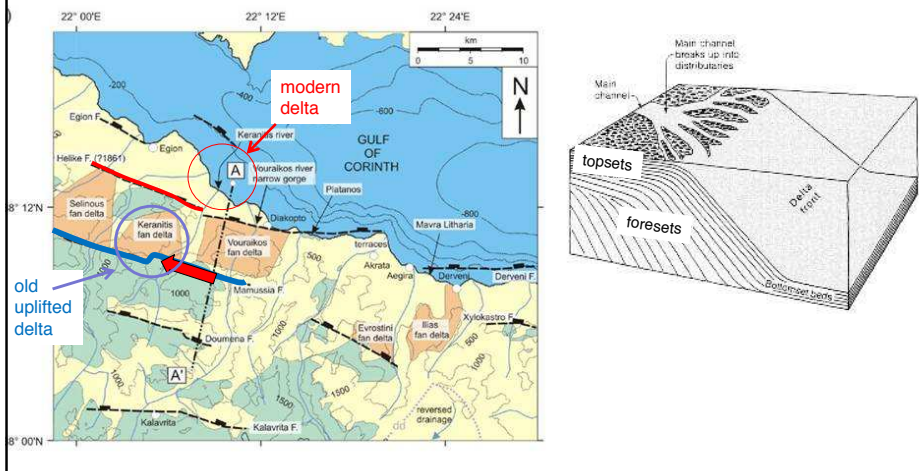 )
22° 00'E
22° 12'E
22° 24'E
km
0 5 10
N
modern
delta
-200
-400
-600
Egion F.
Egion
Keranitis river
GULF
OF
CORINTH
Helike F. (?1861)
A
Vouraikos river
narrow gorge
Platanos
8° 12'N
Selinous
fan delta
Keranitis
fan delta
Diakopto
-800
Mavra Litharia
Vouraikos
fan delta
terraces
500
Akrata
Aegira
Derveni
Derveni F.
old
uplifted
delta
1000
Mamussia F.
500
1000
Doumena F.
Evrostini
fan delta
Ilias
fan delta
Xylokastro F.
500
1000
A'
1000
1500
1500
reversed
drainage
dd
Kalavrita
Kalavrita F.
8° 00'N
Main channel
breaks up into
distributaries
Main
channel
topsets
foresets
Delta
front
Bottomset beds